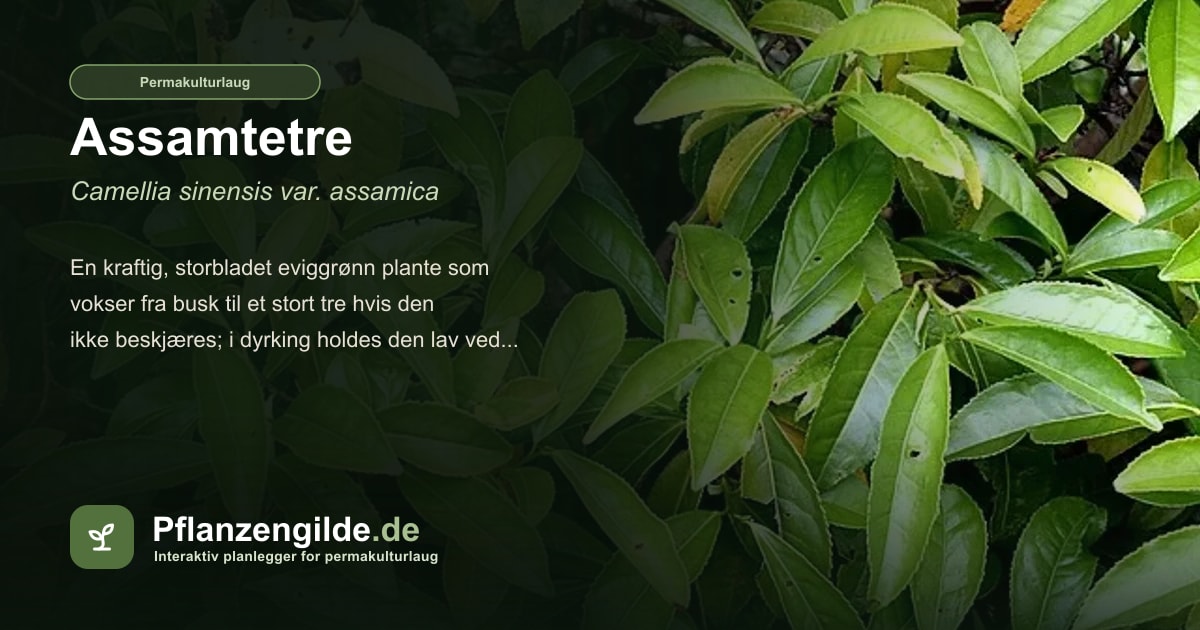 Permakulturlaug
Assamtetre
Camellia sinensis var. assamica
En kraftig, storbladet eviggrønn plante som
vokser fra busk til et stort tre hvis den
ikke beskjæres; i dyrking holdes den lav ved...
Pflanzengilde.de
Interaktiv planlegger for permakulturlaug